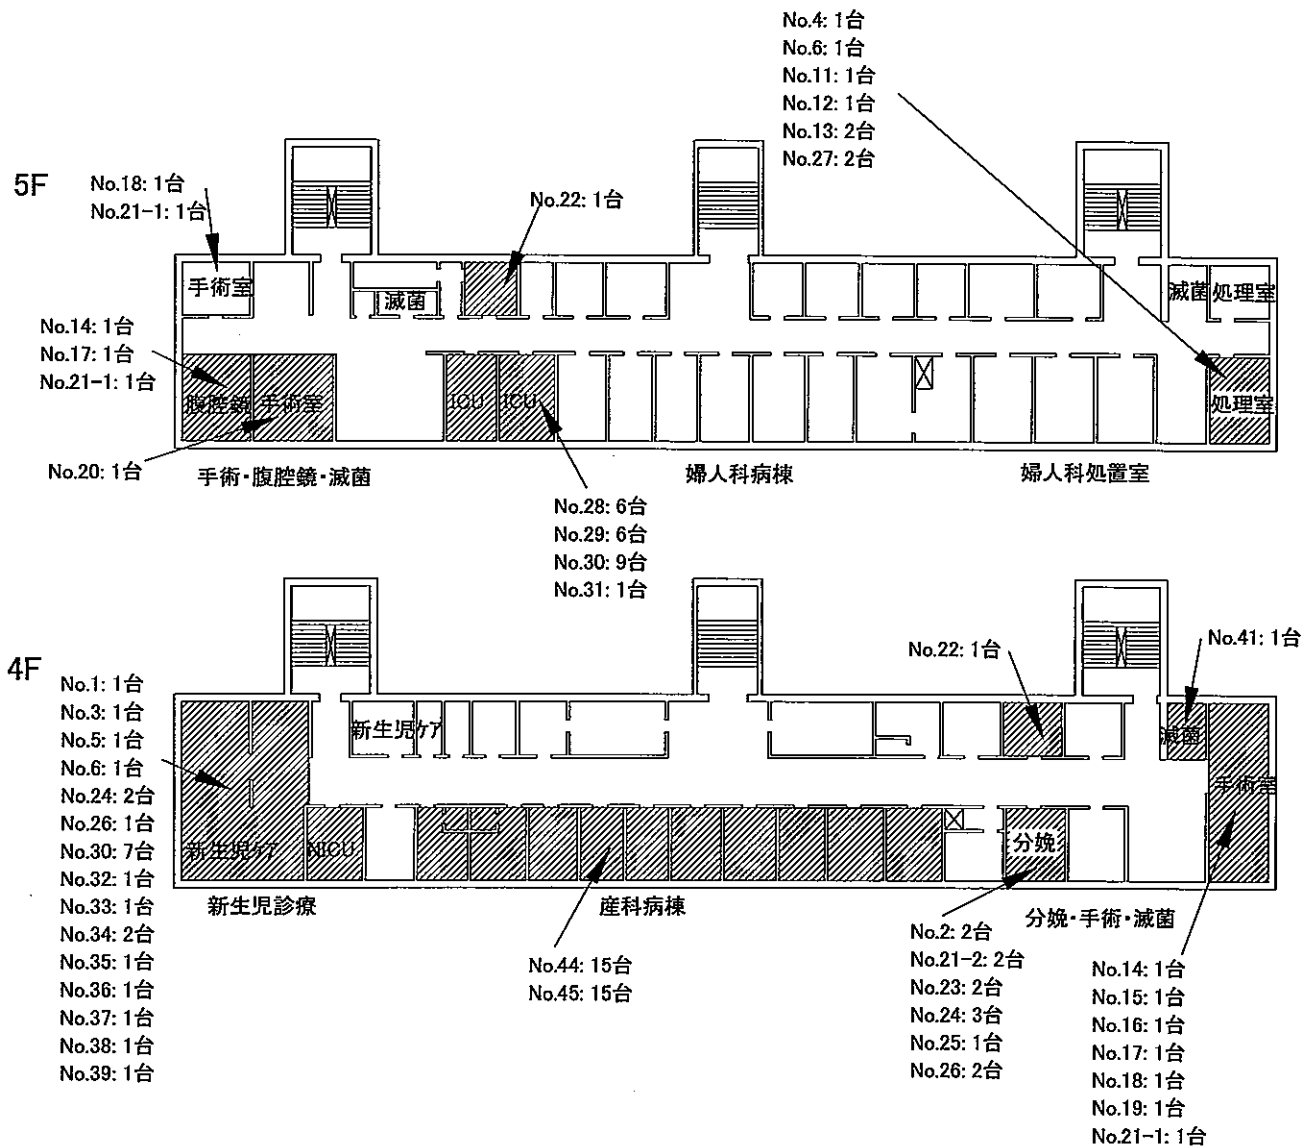 No.4: 1台
No.6: 1台
No.11: 1台
No.12: 1台
No.13: 2台
No.27: 2台
5F
No.18: 1台
No.21-1: 1台
No.22: 1台
手術室
滅菌
滅菌
処理室
No.14: 1台
No.17: 1台
No.21-1: 1台
腹腔鏡
手術室
ICU
ICU
処理室
No.20: 1台
手術・腹腔鏡・滅菌
婦人科病棟
婦人科処置室
No.28: 6台
No.29: 6台
No.30: 9台
No.31: 1台
4F
No.22: 1台
No.41: 1台
No.1: 1台
No.3: 1台
No.5: 1台
No.6: 1台
No.24: 2台
No.26: 1台
No.30: 7台
No.32: 1台
No.33: 1台
No.34: 2台
No.35: 1台
No.36: 1台
No.37: 1台
No.38: 1台
No.39: 1台
新生児ケア
滅菌
手術室
新生児ケア
NICU
分娩
新生児診療
産科病棟
分娩・手術・滅菌
No.44: 15台
No.45: 15台
No.2: 2台
No.21-2: 2台
No.23: 2台
No.24: 3台
No.25: 1台
No.26: 2台
No.14: 1台
No.15: 1台
No.16: 1台
No.17: 1台
No.18: 1台
No.19: 1台
No.21-1: 1台